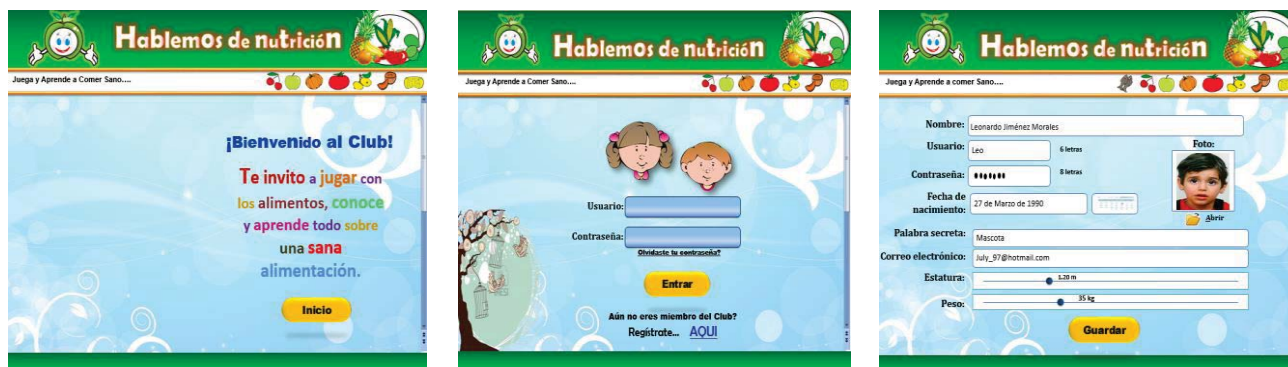 Hablemos de nutrición
Juega y Aprende a Comer Sano....
¡Bienvenido al Club!
Te invito a jugar con
los alimentos, conoce
y aprende todo sobre
una sana
alimentación.
Inicio
Hablemos de nutrición
Juega y Aprende a Comer Sano....
Usuario:
Contraseña:
Olvidaste tu contraseña?
Entrar
Aún no eres miembro del Club?
Regístrate... AQUI
Hablemos de nutrición
Juega y Aprende a comer Sano....
Nombre: Leonardo Jiménez Morales
Usuario: Leo 6 letras Foto:
Contraseña: 8 letras
Fecha de
nacimiento: 27 de Marzo de 1990
Abrir
Palabra secreta: Mascota
Correo electrónico: July_97@hotmail.com
Estatura: 1.20 m
Peso: 35 kg
Guardar